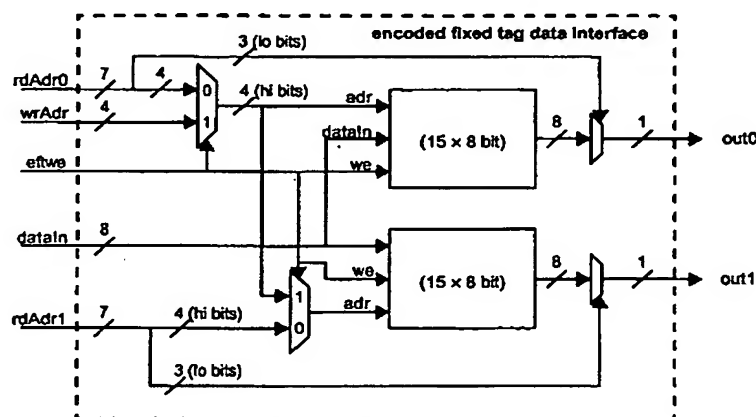 3 (lo bits) encoded fixed tag data interface
rdAdr0 7 4 0 4 (hi bits) adr
wrAdr 4 1 dataIn (15 × 8 bit) 8 1 out0
eftwe we
dataIn 8
we (15 × 8 bit) 8 1 out1
1 adr
rdAdr1 7 4 (hi bits) 0
3 (lo bits)